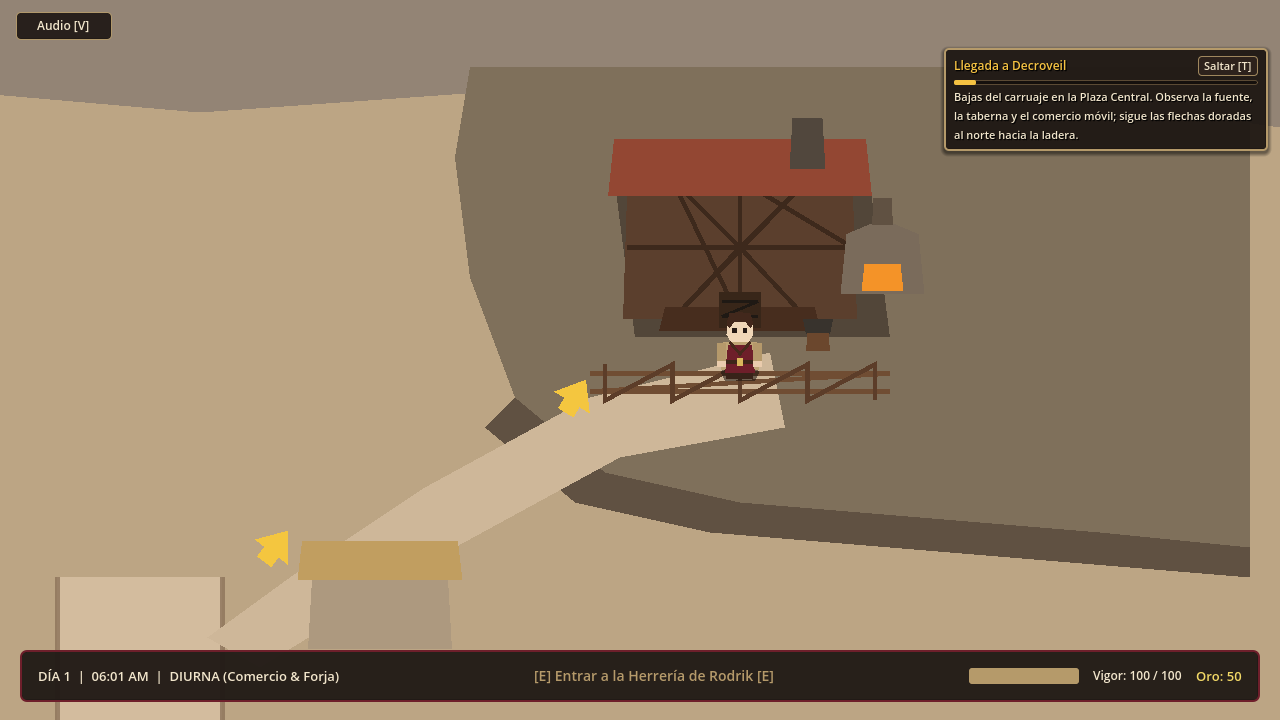 Audio [V]
Llegada a Decroveil
Saltar [T]
Bajas del carruaje en la Plaza Central. Observa la fuente,
la taberna y el comercio móvil; sigue las flechas doradas
al norte hacia la ladera.
DÍA 1 | 06:01 AM | DIURNA (Comercio & Forja)
[E] Entrar a la Herrería de Rodrik [E]
Vigor: 100 / 100
Oro: 50